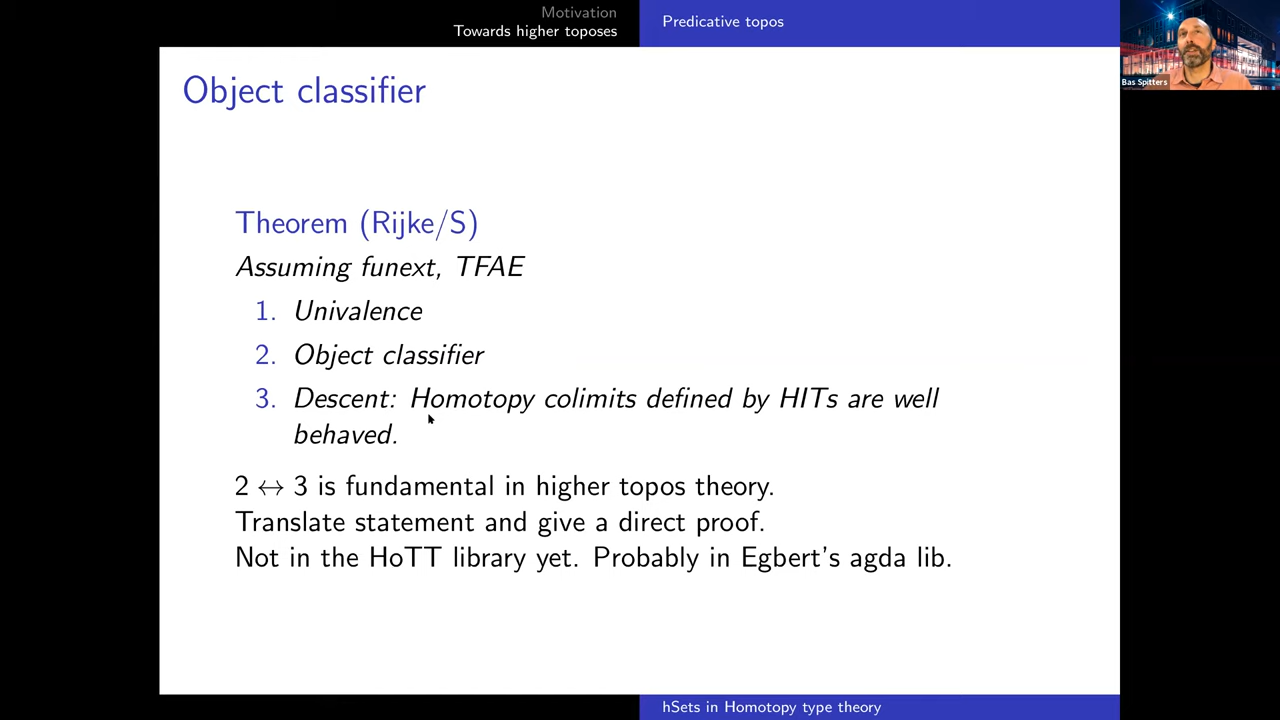 Motivation
Towards higher toposes
Predicative topos
Bas Spitters
Object classifier
Theorem (Rijke/S)
Assuming funext, TFAE
1. Univalence
2. Object classifier
3. Descent: Homotopy colimits defined by HITs are well
behaved.
2 ↔ 3 is fundamental in higher topos theory.
Translate statement and give a direct proof.
Not in the HoTT library yet. Probably in Egbert's agda lib.
hSets in Homotopy type theory